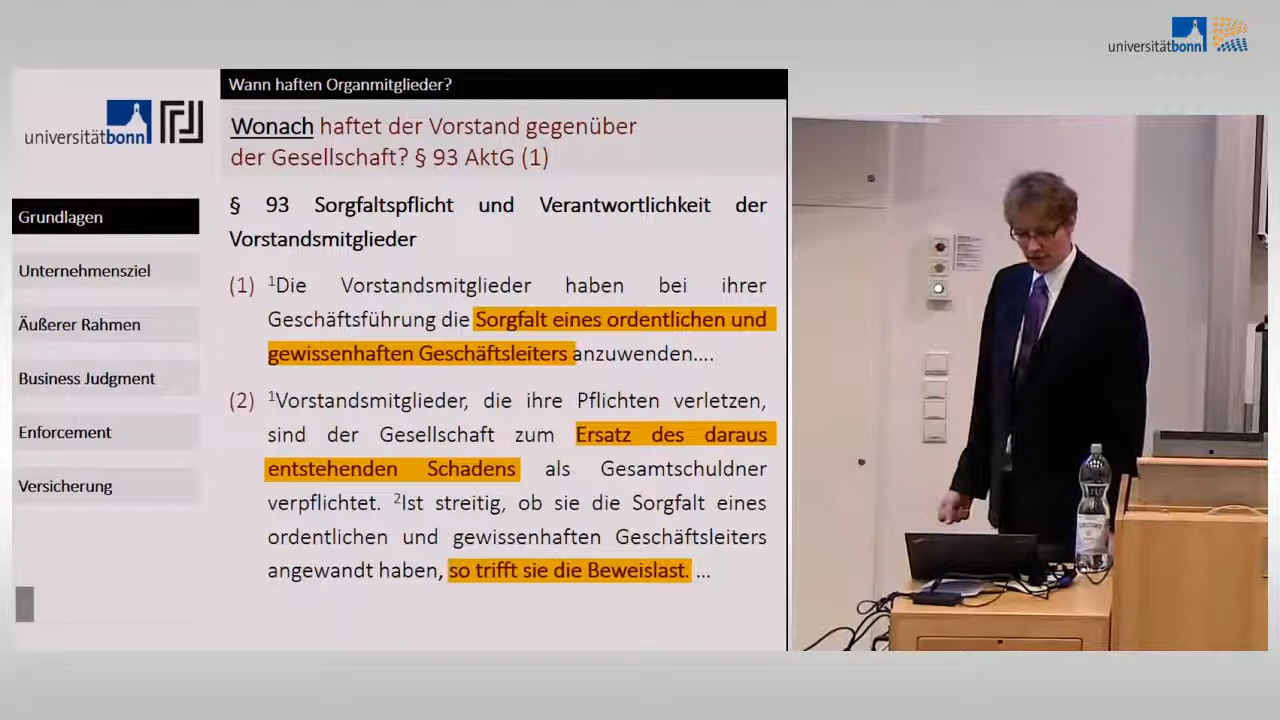 universitätbonn
Wann haften Organmitglieder?
universitätbonn
Wonach haftet der Vorstand gegenüber
der Gesellschaft? § 93 AktG (1)
Grundlagen
Unternehmensziel
Äußerer Rahmen
Business Judgment
Enforcement
Versicherung
§ 93 Sorgfaltspflicht und Verantwortlichkeit der
Vorstandsmitglieder
(1) ¹Die Vorstandsmitglieder haben bei ihrer
Geschäftsführung die Sorgfalt eines ordentlichen und
gewissenhaften Geschäftsleiters anzuwenden....
(2) ¹Vorstandsmitglieder, die ihre Pflichten verletzen,
sind der Gesellschaft zum Ersatz des daraus
entstehenden Schadens als Gesamtschuldner
verpflichtet. ²Ist streitig, ob sie die Sorgfalt eines
ordentlichen und gewissenhaften Geschäftsleiters
angewandt haben, so trifft sie die Beweislast. ...